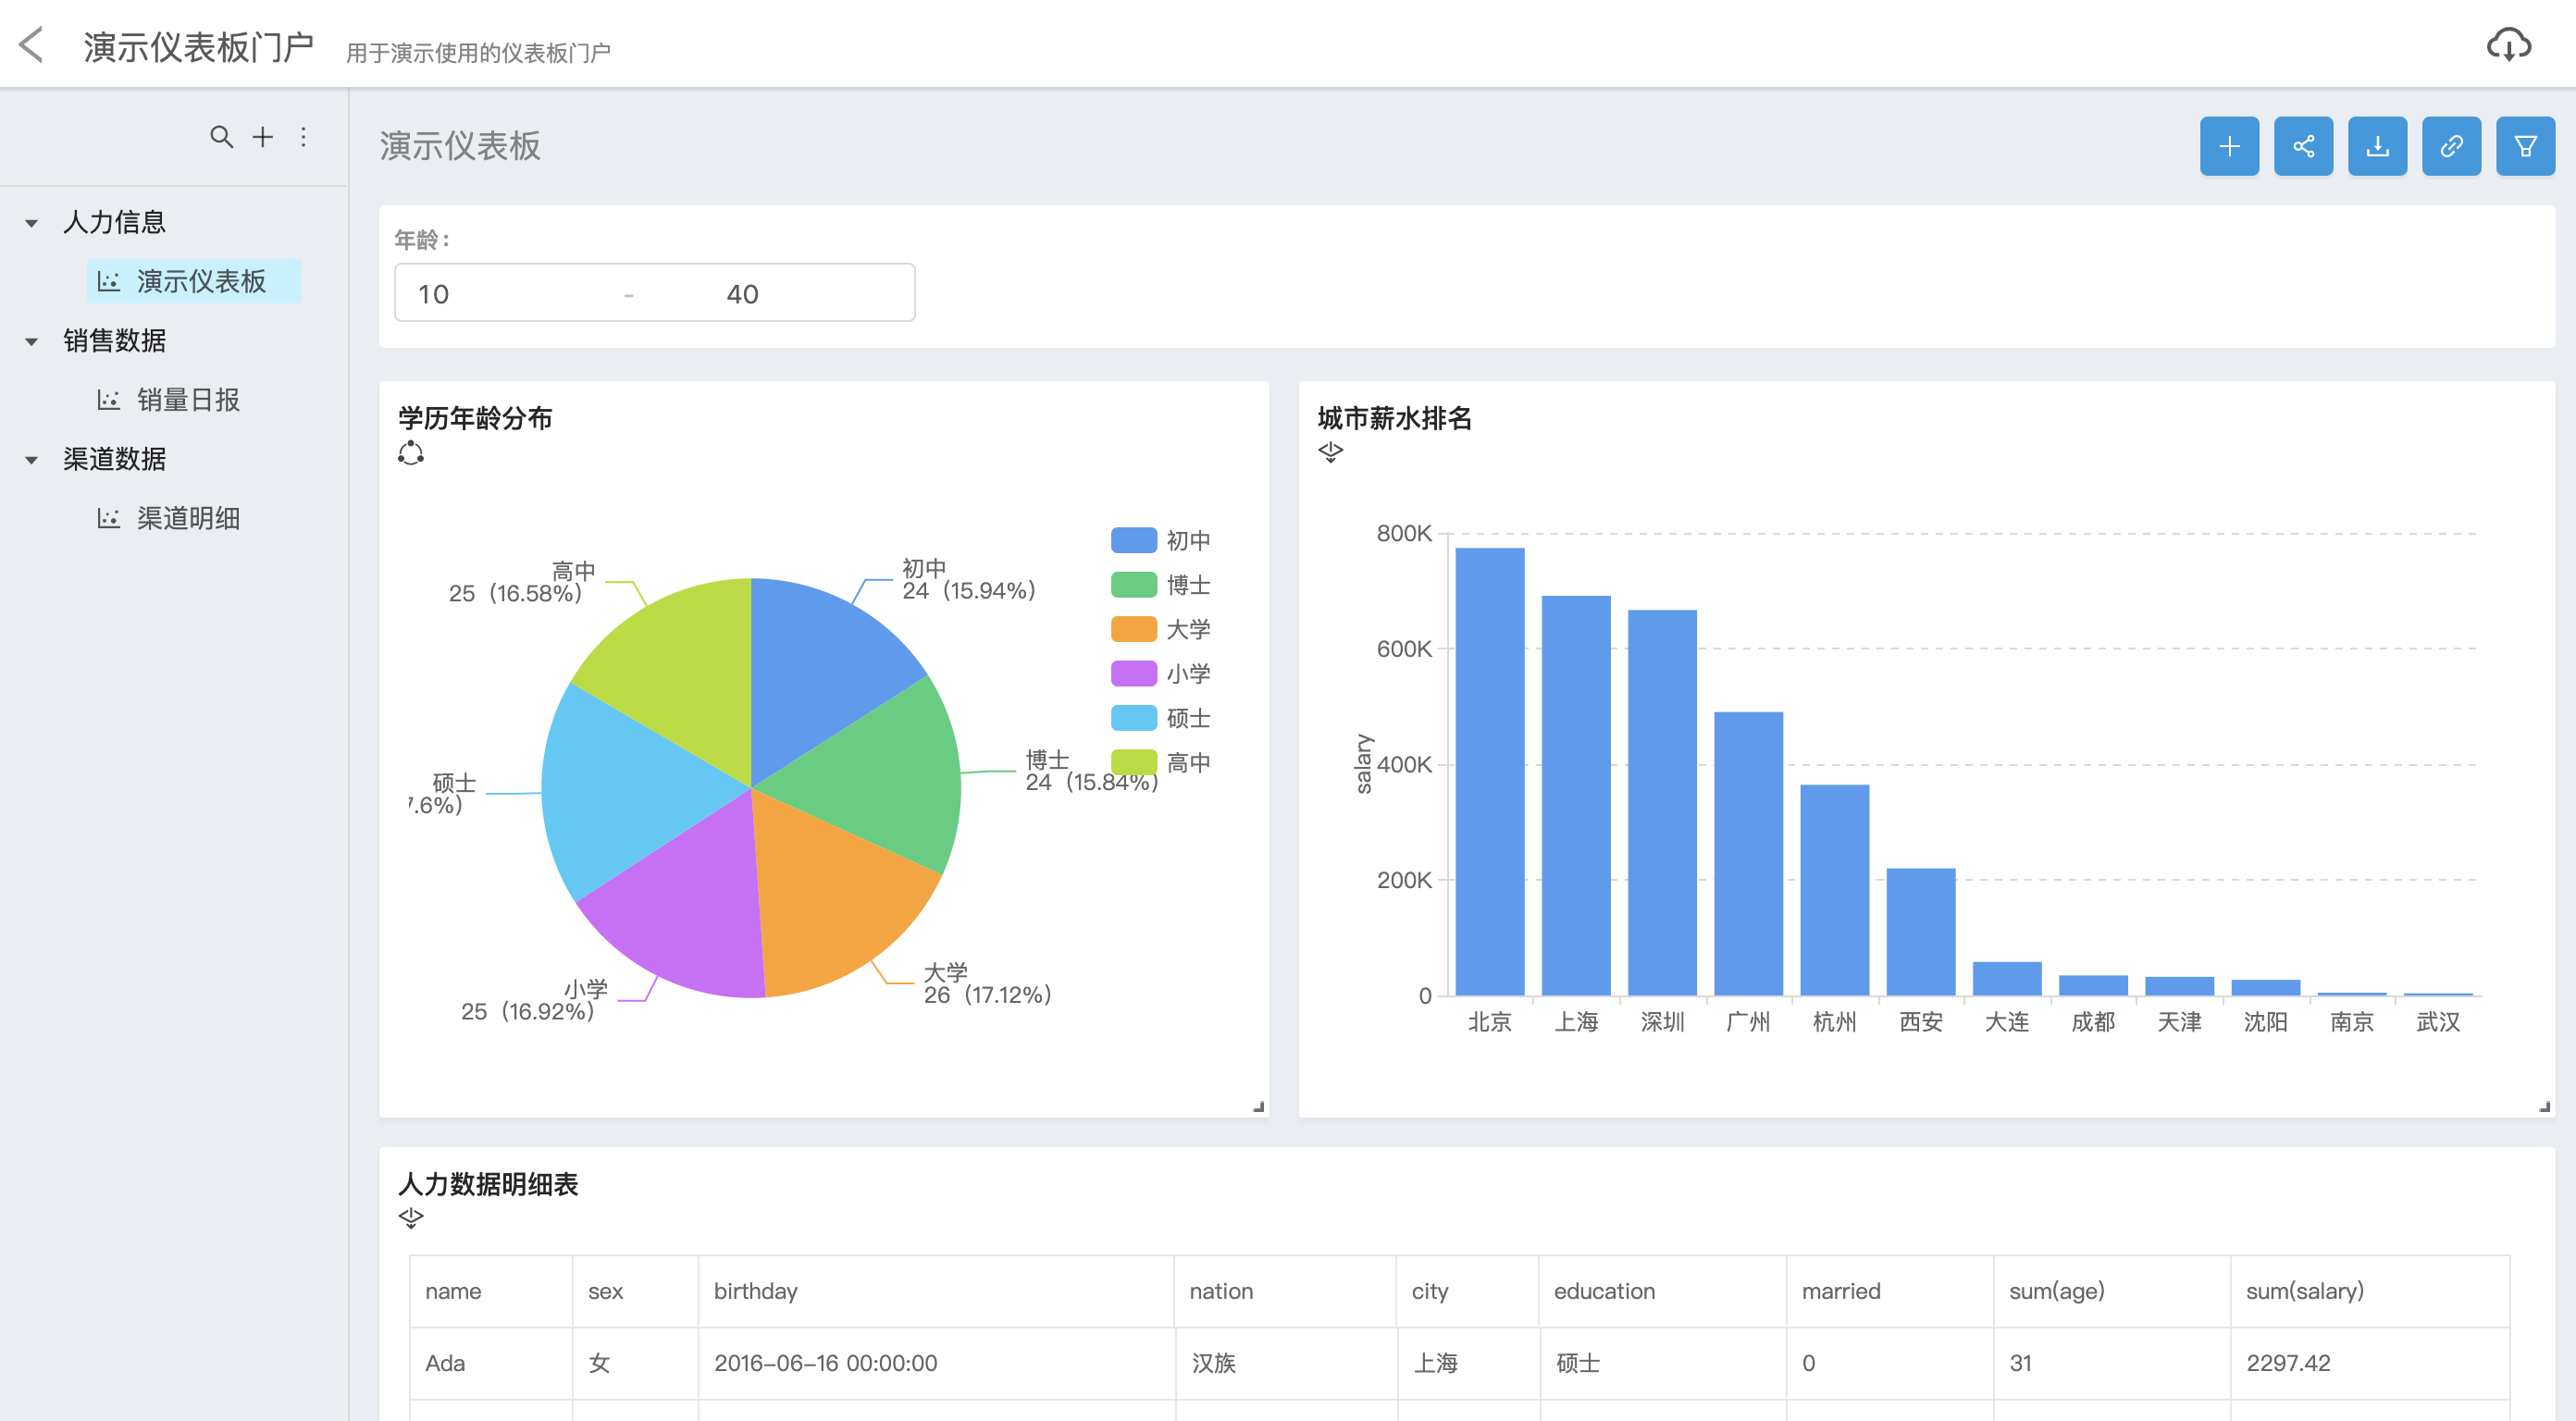 演示仪表板门户 用于演示使用的仪表板门户
人力信息
演示仪表板
销售数据
销量日报
渠道数据
渠道明细
演示仪表板
年龄：
10 - 40
学历年龄分布
初中
博士
大学
小学
硕士
高中
高中
25（16.58%）
初中
24（15.94%）
博士
24（15.84%）
硕士
7.6%）
大学
26（17.12%）
小学
25（16.92%）
城市薪水排名
salary
800K
600K
400K
200K
0
北京 上海 深圳 广州 杭州 西安 大连 成都 天津 沈阳 南京 武汉
人力数据明细表
name sex birthday nation city education married sum(age) sum(salary)
Ada 女 2016-06-16 00:00:00 汉族 上海 硕士 0 31 2297.42